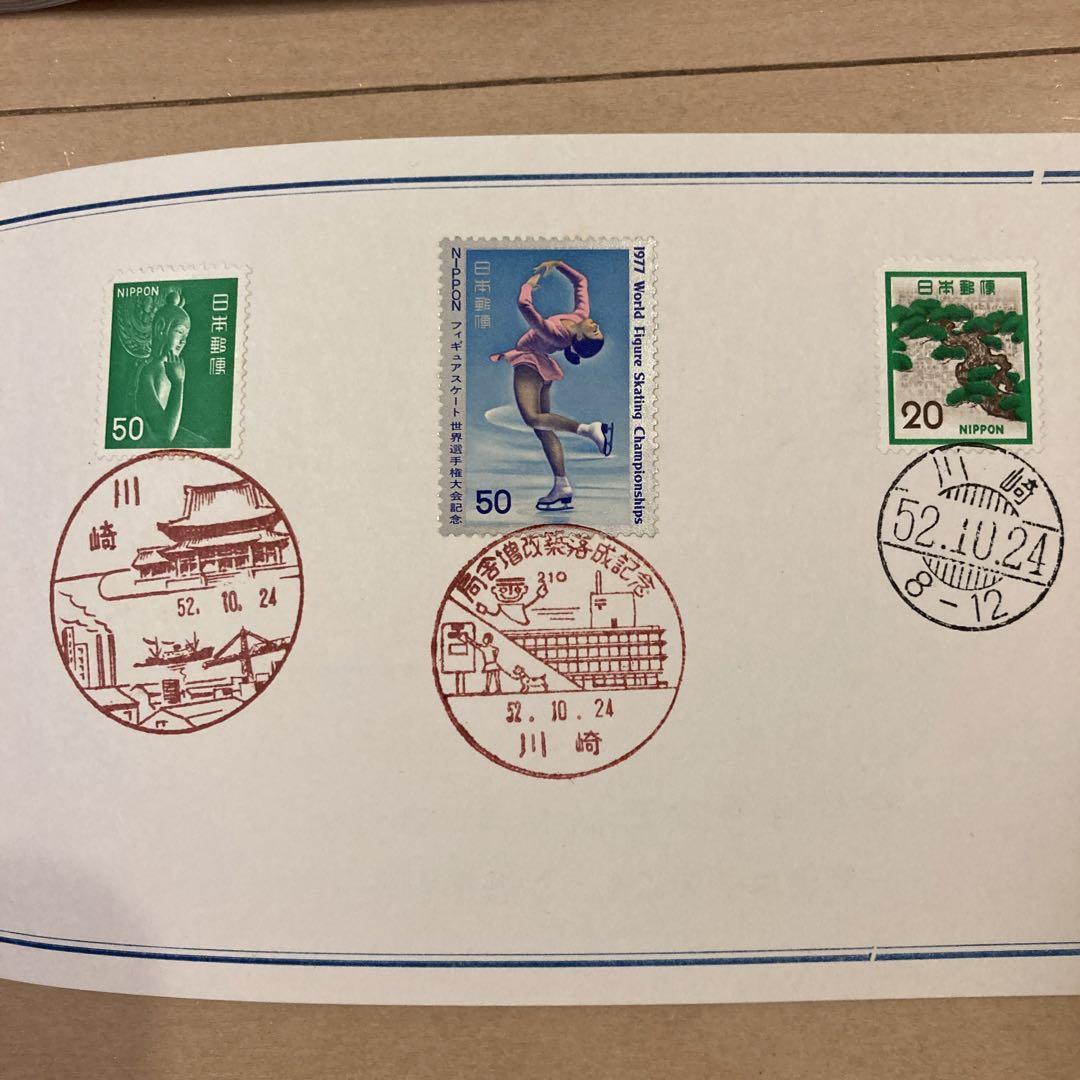 NIPPON
日本郵便
50
川崎
52. 10. 24
NIPPON フィギュアスケート世界選手権大会記念
日本郵便
1977 World Figure Skating Championships
50
局舎増改築落成記念
210
52. 10. 24
川崎
日本郵便
20
NIPPON
川崎
52.10.24
8-12